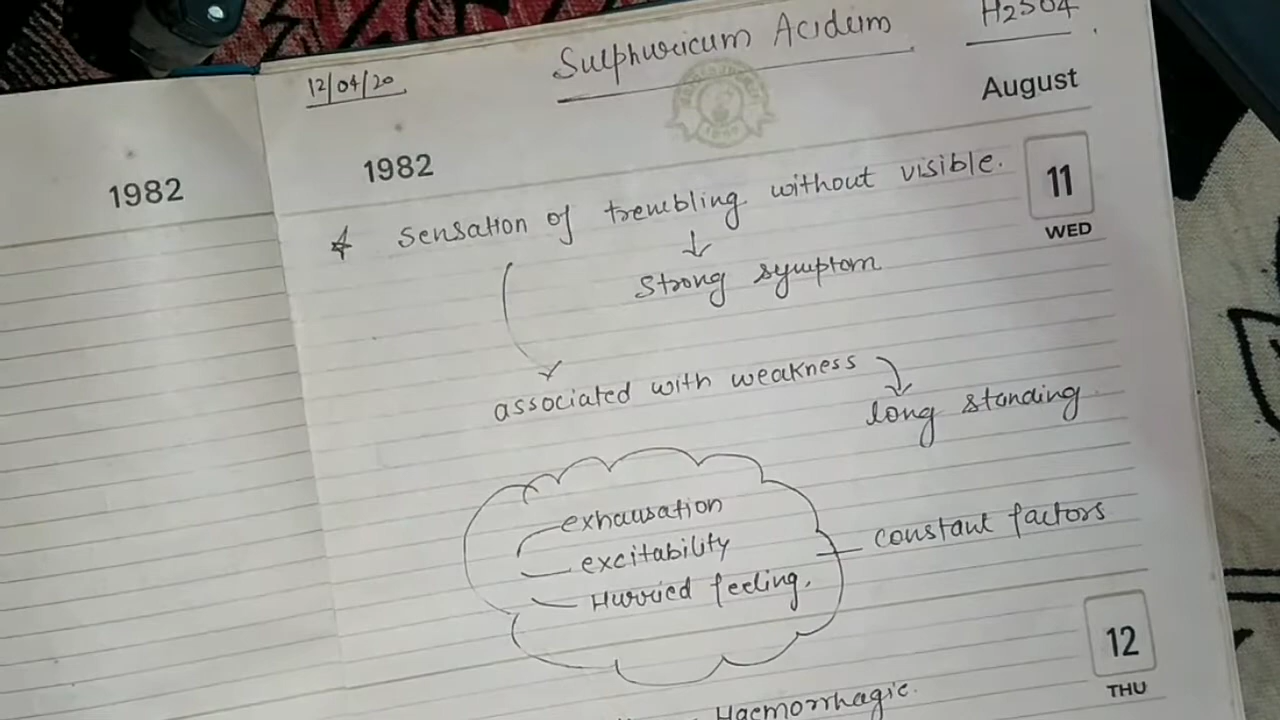 12/04/20
Sulphuricum Acidum
H2SO4
August
1982
1982
11
WED
sensation of trembling without visible.
↓
strong symptom
associated with weakness
long standing
exhausation
excitability
Hurried feeling.
constant factors
12
THU
Haemorrhagic.